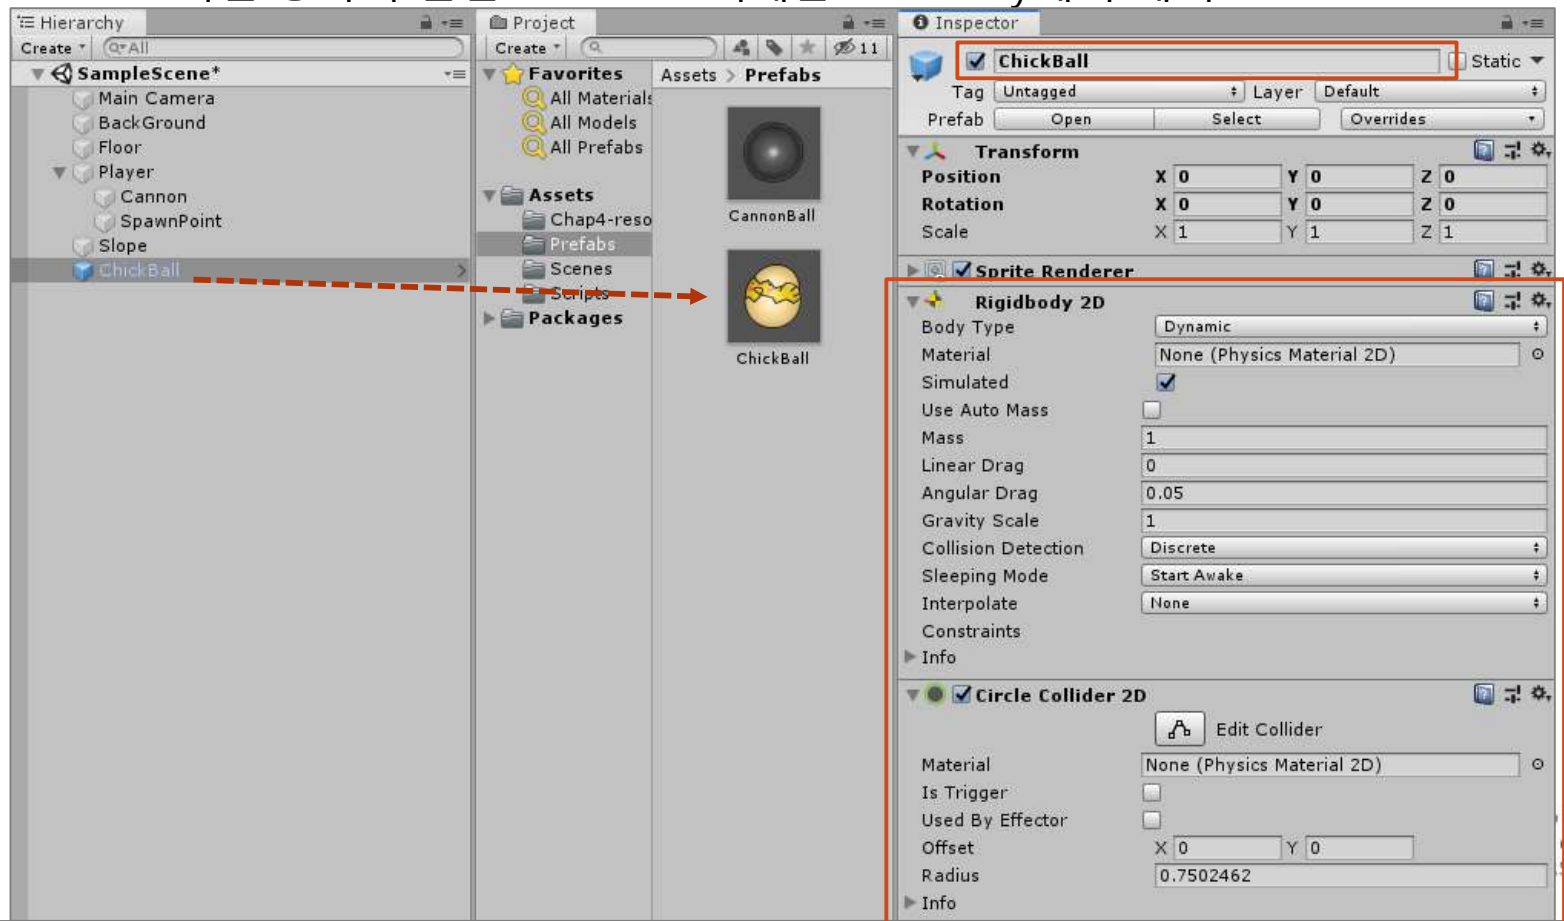 Hierarchy
Create All
SampleScene*
Main Camera
BackGround
Floor
Player
Cannon
SpawnPoint
Slope
ChickBall
Project
Create 11
Favorites
All Materials
All Models
All Prefabs
Assets
Chap4-reso
Prefabs
Scenes
Scripts
Packages
Assets > Prefabs
CannonBall
ChickBall
Inspector
ChickBall Static
Tag Untagged Layer Default
Prefab Open Select Overrides
Transform
Position X 0 Y 0 Z 0
Rotation X 0 Y 0 Z 0
Scale X 1 Y 1 Z 1
Sprite Renderer
Rigidbody 2D
Body Type Dynamic
Material None (Physics Material 2D)
Simulated
Use Auto Mass
Mass 1
Linear Drag 0
Angular Drag 0.05
Gravity Scale 1
Collision Detection Discrete
Sleeping Mode Start Awake
Interpolate None
Constraints
Info
Circle Collider 2D
Edit Collider
Material None (Physics Material 2D)
Is Trigger
Used By Effector
Offset X 0 Y 0
Radius 0.7502462
Info